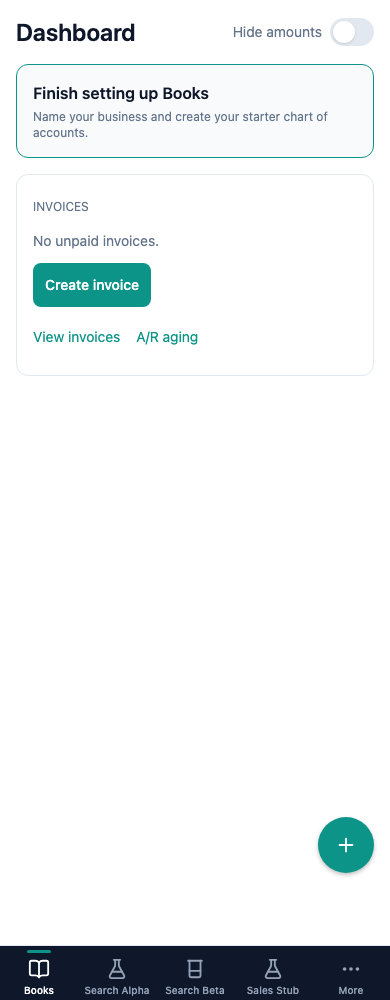 Dashboard
Hide amounts
Finish setting up Books
Name your business and create your starter chart of
accounts.
INVOICES
No unpaid invoices.
Create invoice
View invoices
A/R aging
Books
Search Alpha
Search Beta
Sales Stub
More